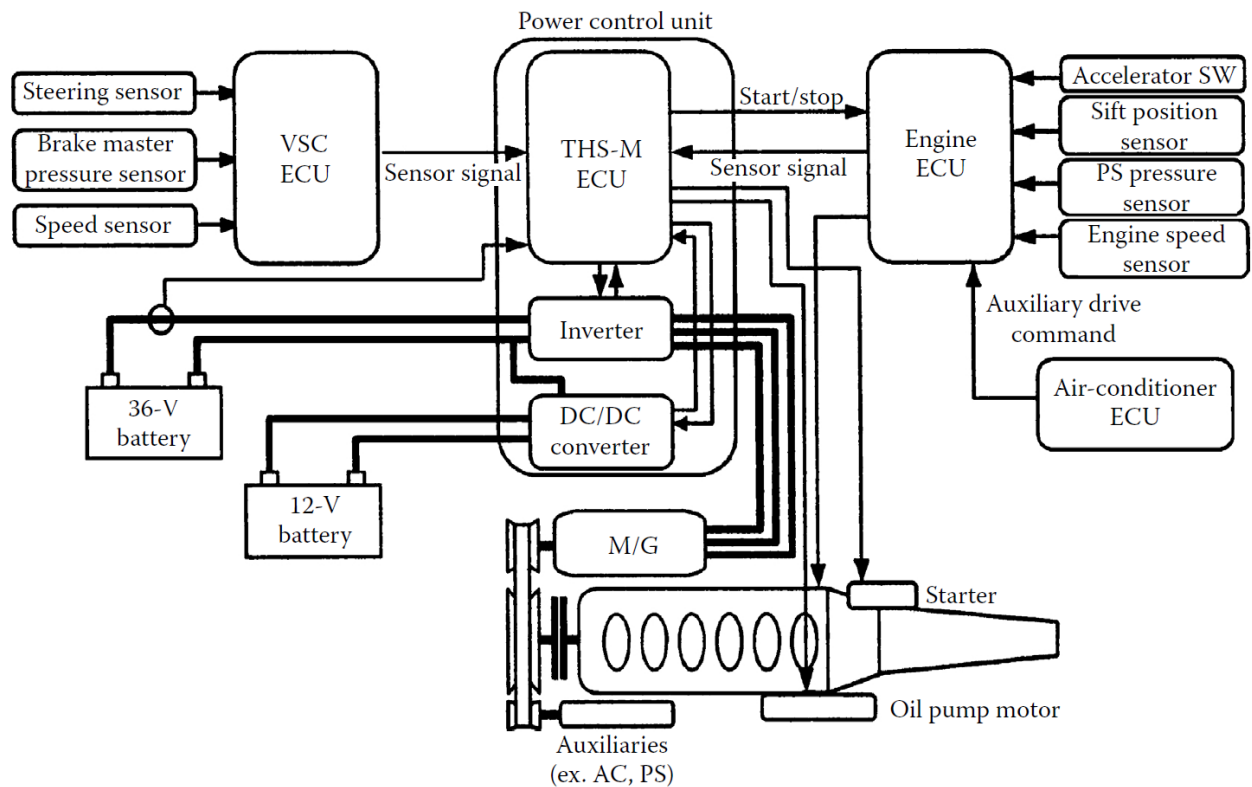 Power control unit
Steering sensor
Brake master
pressure sensor
Speed sensor
VSC
ECU
Sensor signal
THS-M
ECU
Start/stop
Sensor signal
Engine
ECU
Accelerator SW
Sift position
sensor
PS pressure
sensor
Engine speed
sensor
Auxiliary drive
command
Air-conditioner
ECU
Inverter
DC/DC
converter
36-V
battery
12-V
battery
M/G
Starter
Oil pump motor
Auxiliaries
(ex. AC, PS)